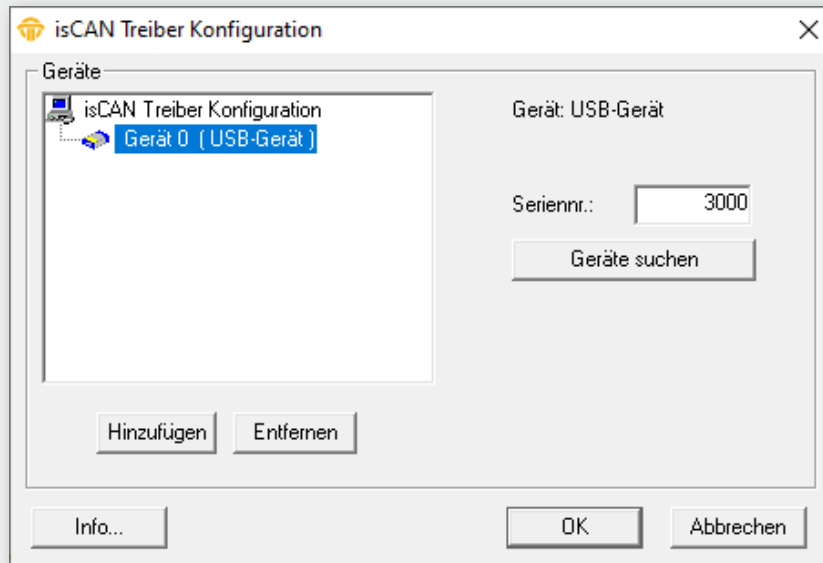 isCAN Treiber Konfiguration
Geräte
isCAN Treiber Konfiguration
Gerät 0 ( USB-Gerät )
Gerät: USB-Gerät
Seriennr.: 3000
Geräte suchen
Hinzufügen Entfernen
Info... OK Abbrechen